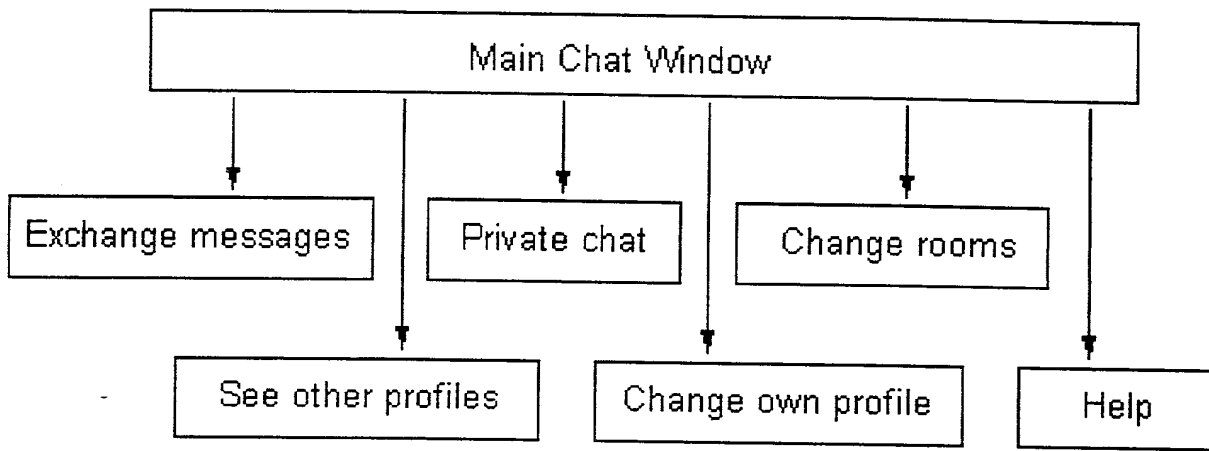 Main Chat Window
Exchange messages
Private chat
Change rooms
See other profiles
Change own profile
Help